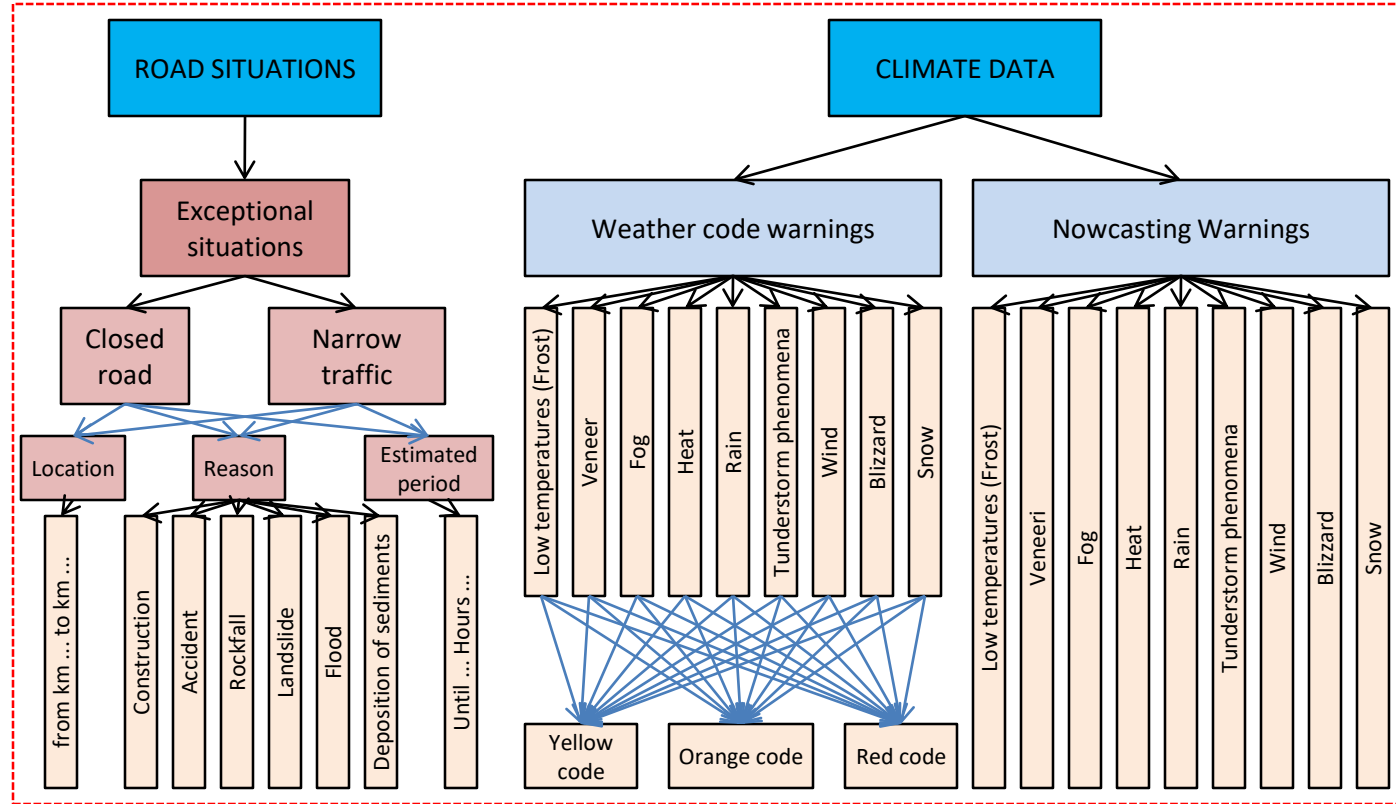 ROAD SITUATIONS
CLIMATE DATA
Exceptional
situations
Weather code warnings
Nowcasting Warnings
Closed
road
Narrow
traffic
Location
Reason
Estimated
period
from km ... to km ...
Construction
Accident
Rockfall
Landslide
Flood
Deposition of sediments
Until ... Hours ...
Low temperatures (Frost)
Veneer
Fog
Heat
Rain
Tunderstorm phenomena
Wind
Blizzard
Snow
Yellow
code
Orange code
Red code
Low temperatures (Frost)
Veneeri
Fog
Heat
Rain
Tunderstorm phenomena
Wind
Blizzard
Snow